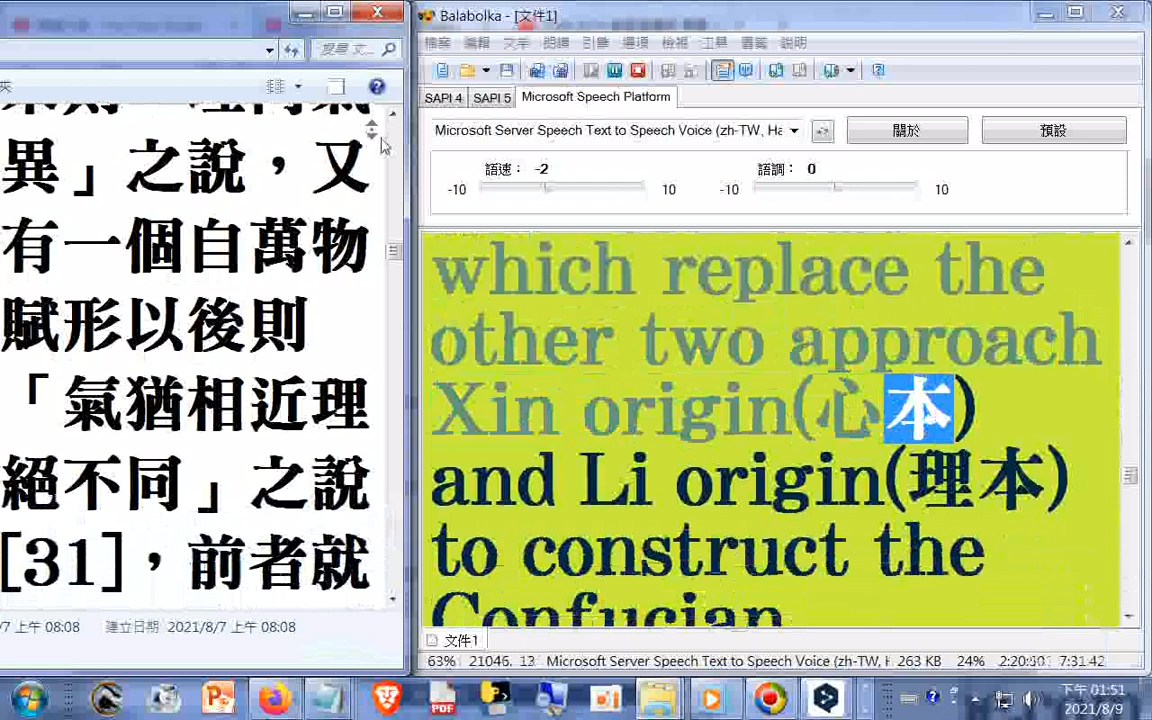 搜尋 文...
異」之說，又
有一個自萬物
賦形以後則
「氣猶相近理
絕不同」之說
[31]，前者就
/7 上午 08:08 建立日期 2021/8/7 上午 08:08
Balabolka - [文件1]
檔案 編輯 文字 朗讀 引擎 選項 檢視 工具 書籤 說明
SAPI 4 SAPI 5 Microsoft Speech Platform
Microsoft Server Speech Text to Speech Voice (zh-TW, Ha
關於 預設
語速： -2 語調： 0
-10 10 -10 10
which replace the
other two approach
Xin origin(心本)
and Li origin(理本)
to construct the
Confucian
文件1
63% 21046. 13 Microsoft Server Speech Text to Speech Voice (zh-TW, H 263 KB 24% 2:20:50 7:31:42
PDF
下午 01:51
2021/8/9